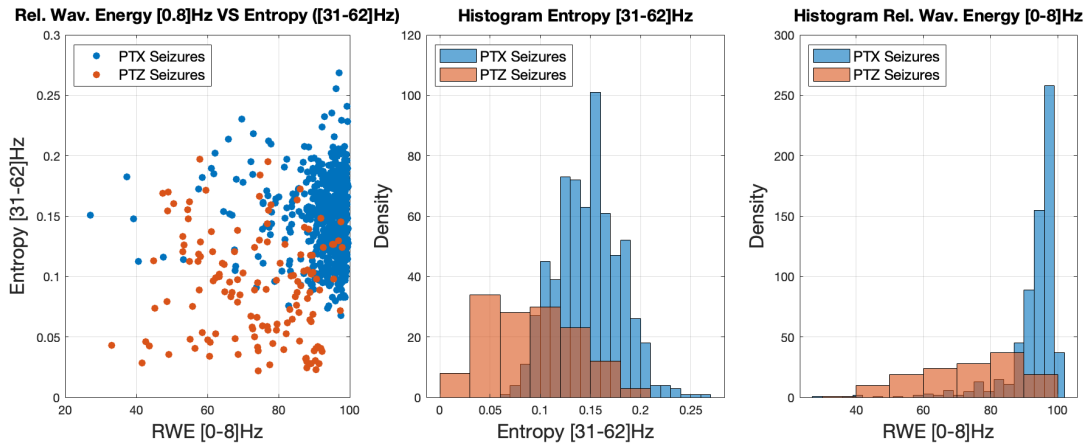 Rel. Wav. Energy [0.8]Hz VS Entropy ([31-62]Hz)
PTX Seizures
PTZ Seizures
Entropy [31-62]Hz
0.3
0.25
0.2
0.15
0.1
0.05
0
20
40
60
80
100
RWE [0-8]Hz
Histogram Entropy [31-62]Hz
PTX Seizures
PTZ Seizures
Density
120
100
80
60
40
20
0
0
0.05
0.1
0.15
0.2
0.25
Entropy [31-62]Hz
Histogram Rel. Wav. Energy [0-8]Hz
PTX Seizures
PTZ Seizures
Density
300
250
200
150
100
50
0
40
60
80
100
RWE [0-8]Hz